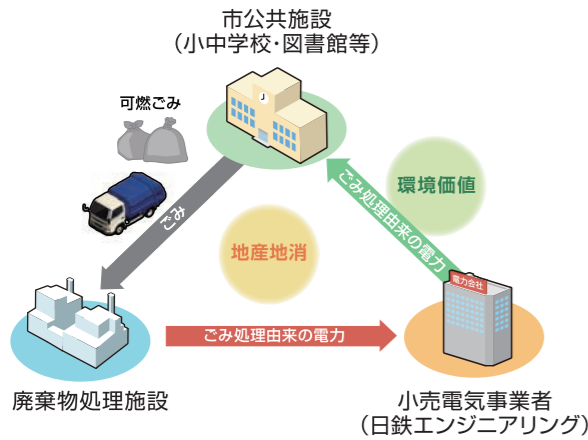 市公共施設
（小中学校・図書館等）
可燃ごみ
ごみ
環境価値
ごみ処理由来の電力
地産地消
電力会社
ごみ処理由来の電力
廃棄物処理施設
小売電気事業者
（日鉄エンジニアリング）